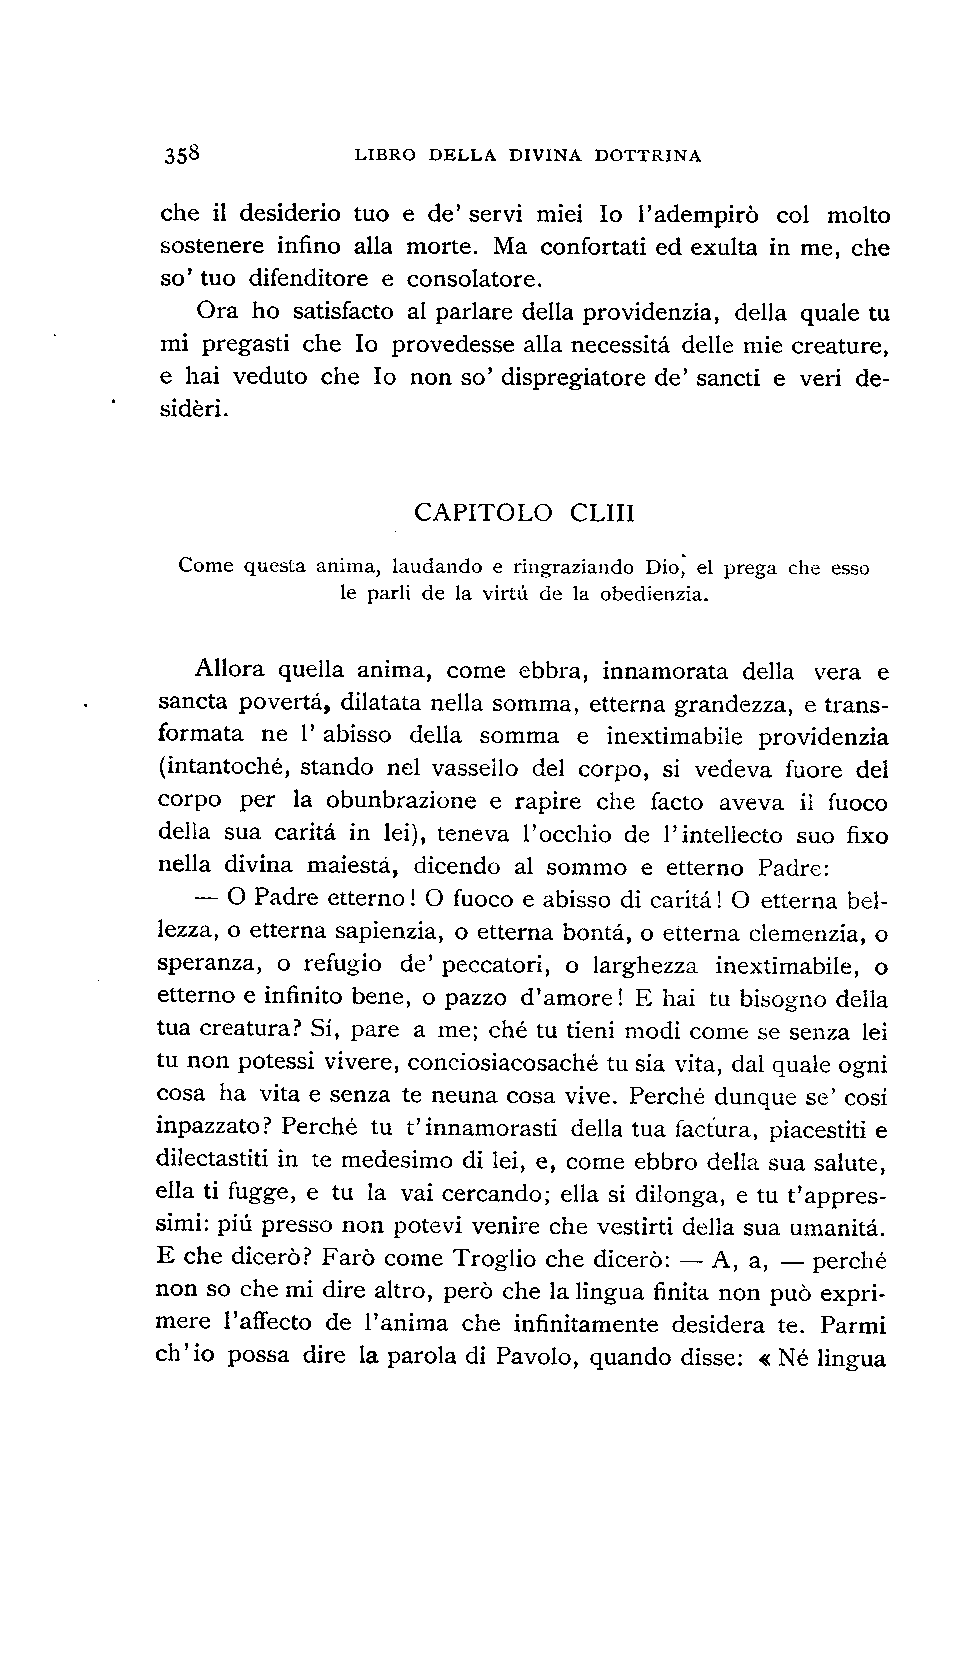 358 LIBRO DELLA DIVINA DOTTRINA
che il desiderio tuo e de' servi miei Io l'adempirò col molto
sostenere infino alla morte. Ma confortati ed exulta in me, che
so' tuo difenditore e consolatore.
Ora ho satisfacto al parlare della providenzia, della quale tu
mi pregasti che Io provedesse alla necessitá delle mie creature,
e hai veduto che Io non so' dispregiatore de' sancti e veri de-
sidèri.
CAPITOLO CLIII
Come questa anima, laudando e ringraziando Dio, el prega che esso
le parli de la virtú de la obedienzia.
Allora quella anima, come ebbra, innamorata della vera e
sancta povertá, dilatata nella somma, etterna grandezza, e trans-
formata ne l' abisso della somma e inextimabile providenzia
(intantoché, stando nel vassello del corpo, si vedeva fuore del
corpo per la obunbrazione e rapire che facto aveva il fuoco
della sua caritá in lei), teneva l'occhio de l'intellecto suo fixo
nella divina maiestá, dicendo al sommo e etterno Padre:
— O Padre etterno! O fuoco e abisso di caritá! O etterna bel-
lezza, o etterna sapienzia, o etterna bontá, o etterna clemenzia, o
speranza, o refugio de' peccatori, o larghezza inextimabile, o
etterno e infinito bene, o pazzo d'amore! E hai tu bisogno della
tua creatura? Sí, pare a me; ché tu tieni modi come se senza lei
tu non potessi vivere, conciosiacosaché tu sia vita, dal quale ogni
cosa ha vita e senza te neuna cosa vive. Perché dunque se' cosí
inpazzato? Perché tu t'innamorasti della tua factura, piacestiti e
dilectastiti in te medesimo di lei, e, come ebbro della sua salute,
ella ti fugge, e tu la vai cercando; ella si dilonga, e tu t'appres-
simi: piú presso non potevi venire che vestirti della sua umanitá.
E che dicerò? Farò come Troglio che dicerò: — A, a, — perché
non so che mi dire altro, però che la lingua finita non può expri-
mere l'affecto de l'anima che infinitamente desidera te. Parmi
ch'io possa dire la parola di Pavolo, quando disse: « Né lingua